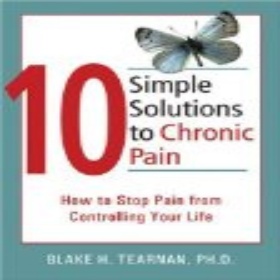 10 Simple
Solutions
to Chronic
Pain
How to Stop Pain from
Controlling Your Life
BLAKE H. TEARNAN, PH.D.